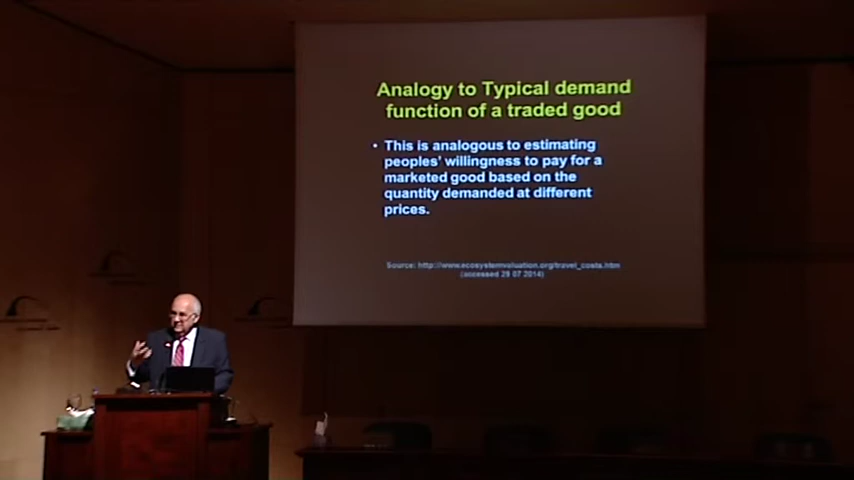 Analogy to Typical demand
function of a traded good
• This is analogous to estimating
peoples' willingness to pay for a
marketed good based on the
quantity demanded at different
prices.
Source: http://www.ecosystemvaluation.org/travel_costs.htm
(accessed 29 07 2014)